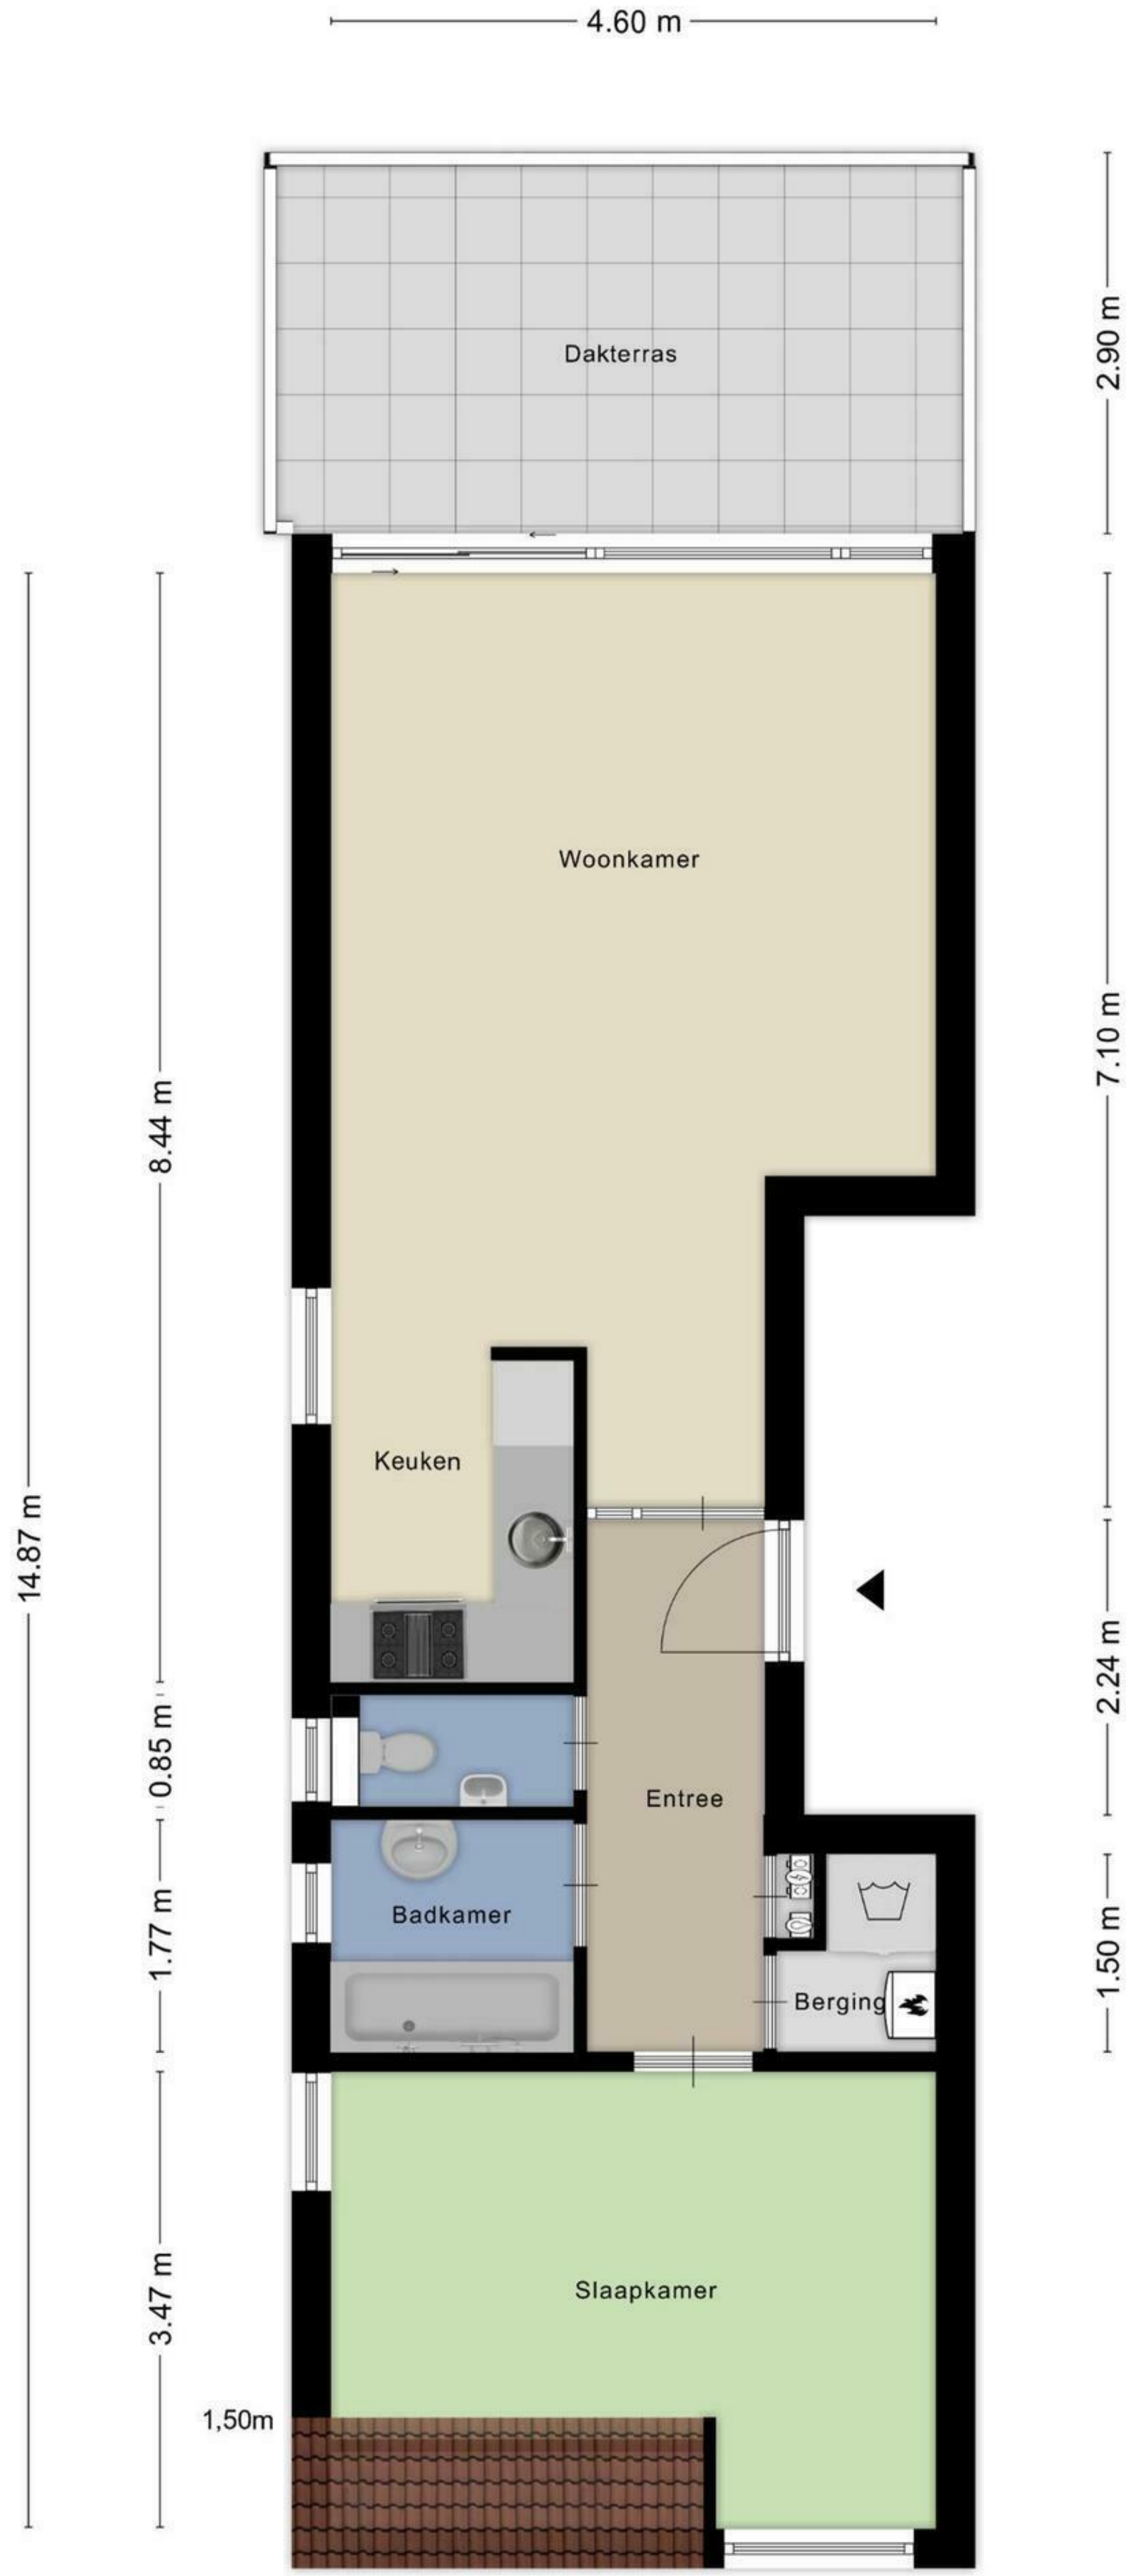 4.60 m
2.90 m
Dakterras
Woonkamer
7.10 m
8.44 m
Keuken
14.87 m
2.24 m
0.85 m
Entree
1.77 m
Badkamer
1.50 m
Berging
Slaapkamer
3.47 m
1,50m